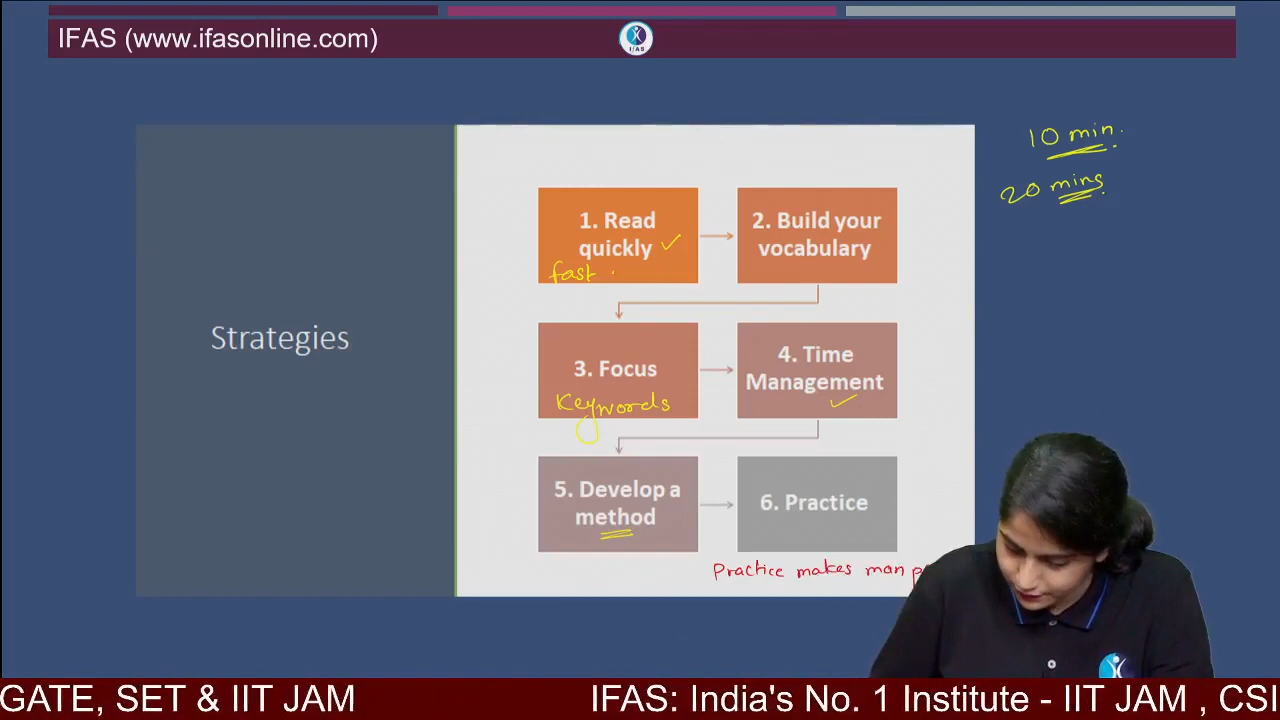 IFAS (www.ifasonline.com)
IFAS
10 min.
20 mins
Strategies
1. Read
quickly
fast
2. Build your
vocabulary
3. Focus
Keywords
4. Time
Management
5. Develop a
method
6. Practice
Practice makes man
GATE, SET & IIT JAM
IFAS: India's No. 1 Institute - IIT JAM , CSI